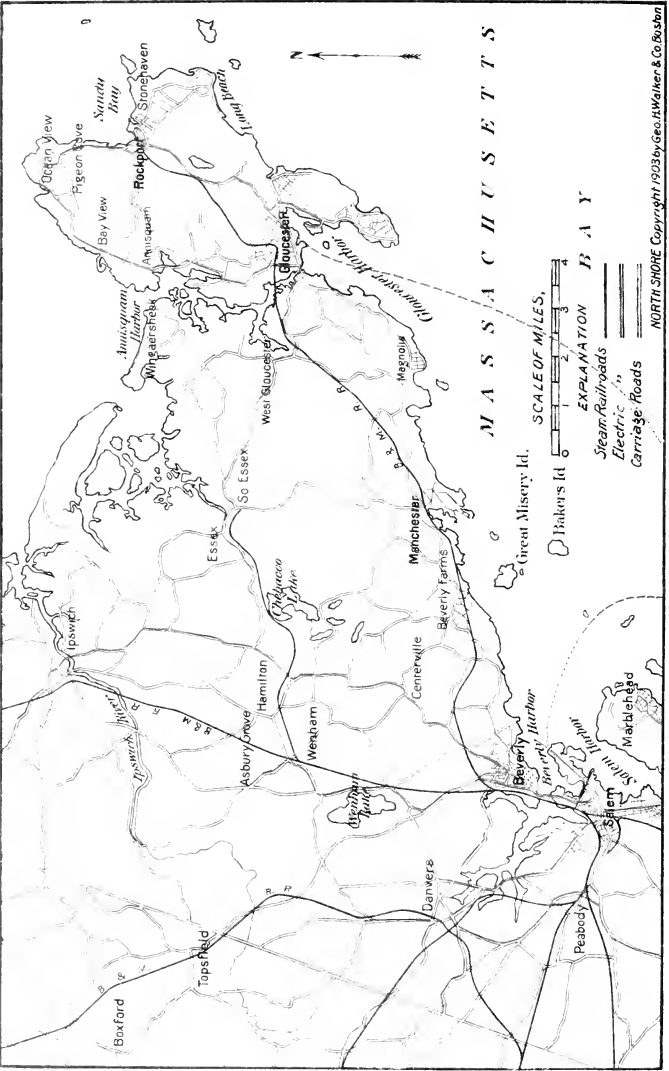 Ocean View
Pigeon Cove
Sandy
Bay
Stonehaven
Rockport
Long Beach
Bay View
Annisquam
Annisquam
Harbor
Wingaersheek
Gloucester
Gloucester Harbor
West Gloucester
Magnolia
B. & M. R. R.
So Essex
Essex
Chebacco
Lake
Manchester
Beverly Farms
Ipswich
Ipswich River
B & M R R
Hamilton
Asbury Grove
Wenham
Wenham
Lake
Centerville
Beverly
Beverly Harbor
Salem Harbor
Marblehead
Salem
Danvers
Peabody
Topsfield
Boxford
R R
Great Misery Id.
Bakers Id
N
MASSACHUSETTS
BAY
SCALE OF MILES,
0 1 2 3 4
EXPLANATION
Steam Railroads
Electric "
Carriage Roads
NORTH SHORE Copyright 1903 by Geo. H. Walker & Co. Boston